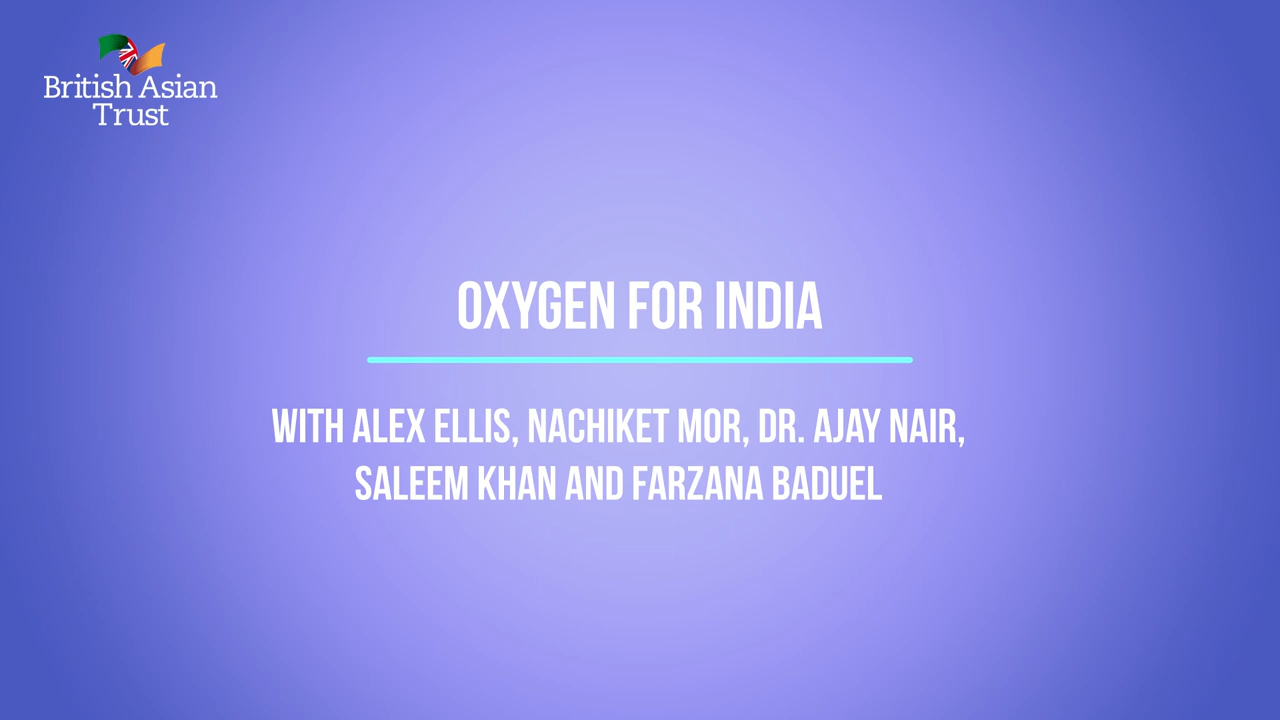 British Asian
Trust
OXYGEN FOR INDIA
WITH ALEX ELLIS, NACHIKET MOR, DR. AJAY NAIR,
SALEEM KHAN AND FARZANA BADUEL